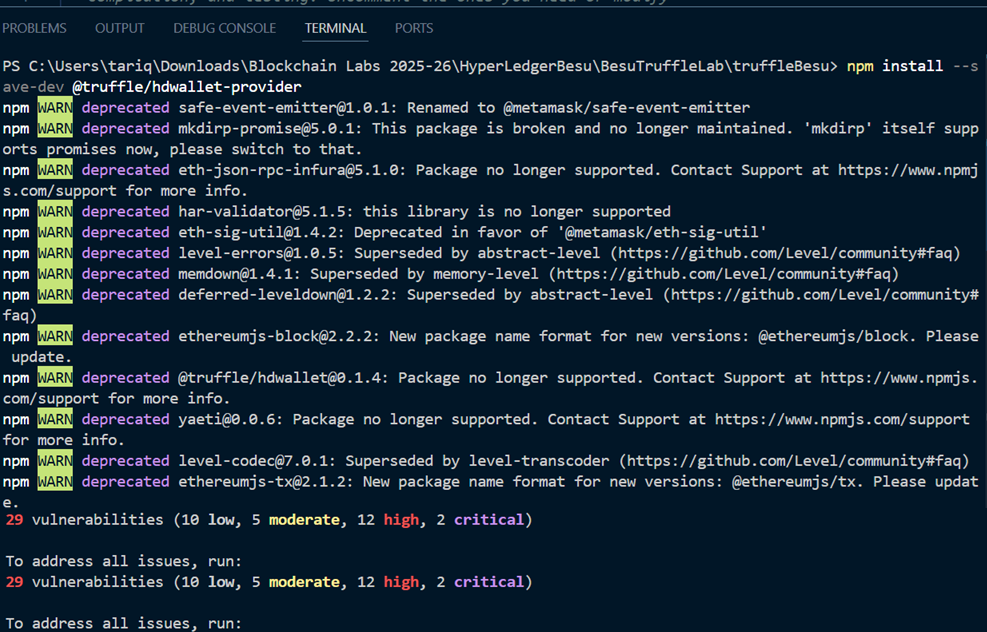 PROBLEMS OUTPUT DEBUG CONSOLE TERMINAL PORTS
PS C:\Users\tariq\Downloads\Blockchain Labs 2025-26\HyperLedgerBesu\BesuTruffleLab\truffleBesu> npm install --s
ave-dev @truffle/hdwallet-provider
npm WARN deprecated safe-event-emitter@1.0.1: Renamed to @metamask/safe-event-emitter
npm WARN deprecated mkdirp-promise@5.0.1: This package is broken and no longer maintained. 'mkdirp' itself supp
orts promises now, please switch to that.
npm WARN deprecated eth-json-rpc-infura@5.1.0: Package no longer supported. Contact Support at https://www.npmj
s.com/support for more info.
npm WARN deprecated har-validator@5.1.5: this library is no longer supported
npm WARN deprecated eth-sig-util@1.4.2: Deprecated in favor of '@metamask/eth-sig-util'
npm WARN deprecated level-errors@1.0.5: Superseded by abstract-level (https://github.com/Level/community#faq)
npm WARN deprecated memdown@1.4.1: Superseded by memory-level (https://github.com/Level/community#faq)
npm WARN deprecated deferred-leveldown@1.2.2: Superseded by abstract-level (https://github.com/Level/community#
faq)
npm WARN deprecated ethereumjs-block@2.2.2: New package name format for new versions: @ethereumjs/block. Please
 update.
npm WARN deprecated @truffle/hdwallet@0.1.4: Package no longer supported. Contact Support at https://www.npmjs.
com/support for more info.
npm WARN deprecated yaeti@0.0.6: Package no longer supported. Contact Support at https://www.npmjs.com/support
for more info.
npm WARN deprecated level-codec@7.0.1: Superseded by level-transcoder (https://github.com/Level/community#faq)
npm WARN deprecated ethereumjs-tx@2.1.2: New package name format for new versions: @ethereumjs/tx. Please updat
e.
29 vulnerabilities (10 low, 5 moderate, 12 high, 2 critical)
To address all issues, run:
29 vulnerabilities (10 low, 5 moderate, 12 high, 2 critical)
To address all issues, run: